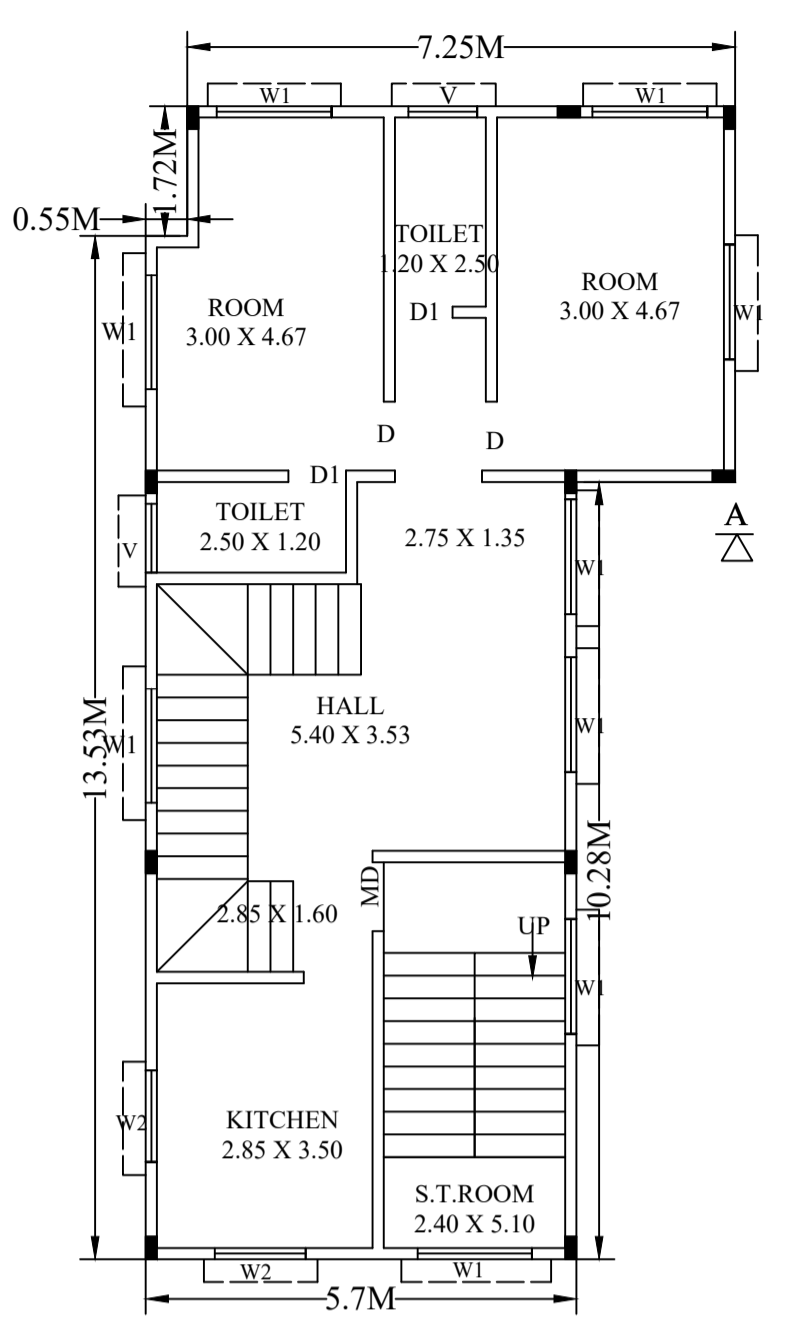 7.25M
W1
V
W1
1.72M
0.55M
TOILET
1.20 X 2.50
ROOM
3.00 X 4.67
ROOM
3.00 X 4.67
D1
W1
W1
D
D
D1
TOILET
2.50 X 1.20
2.75 X 1.35
A
V
W1
HALL
5.40 X 3.53
W1
W1
13.53M
10.28M
MD
2.85 X 1.60
UP
W1
KITCHEN
2.85 X 3.50
W2
S.T.ROOM
2.40 X 5.10
W2
W1
5.7M